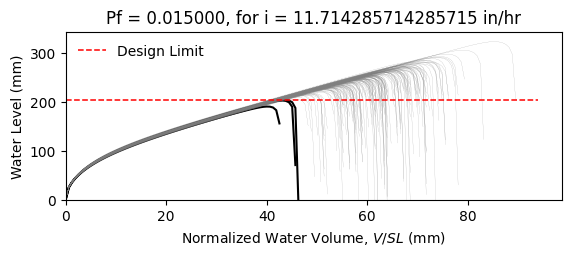 Pf = 0.015000, for i = 11.714285714285715 in/hr
Design Limit
Water Level (mm)
300
200
100
0
0 20 40 60 80
Normalized Water Volume, V/SL (mm)